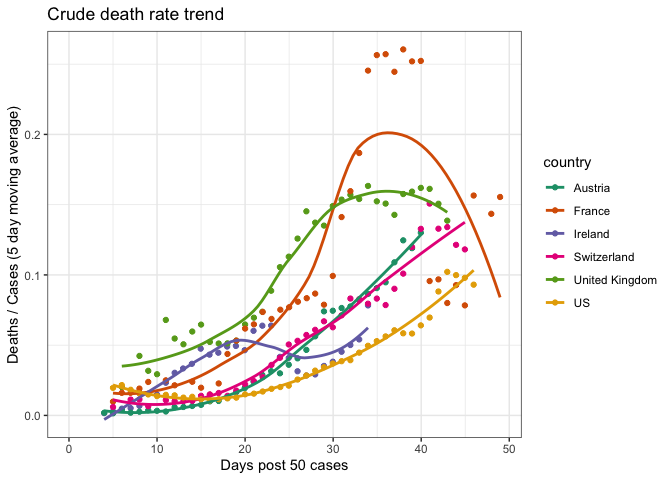 Crude death rate trend
Deaths / Cases (5 day moving average)
0.2
0.1
0.0
0 10 20 30 40 50
Days post 50 cases
country
Austria
France
Ireland
Switzerland
United Kingdom
US